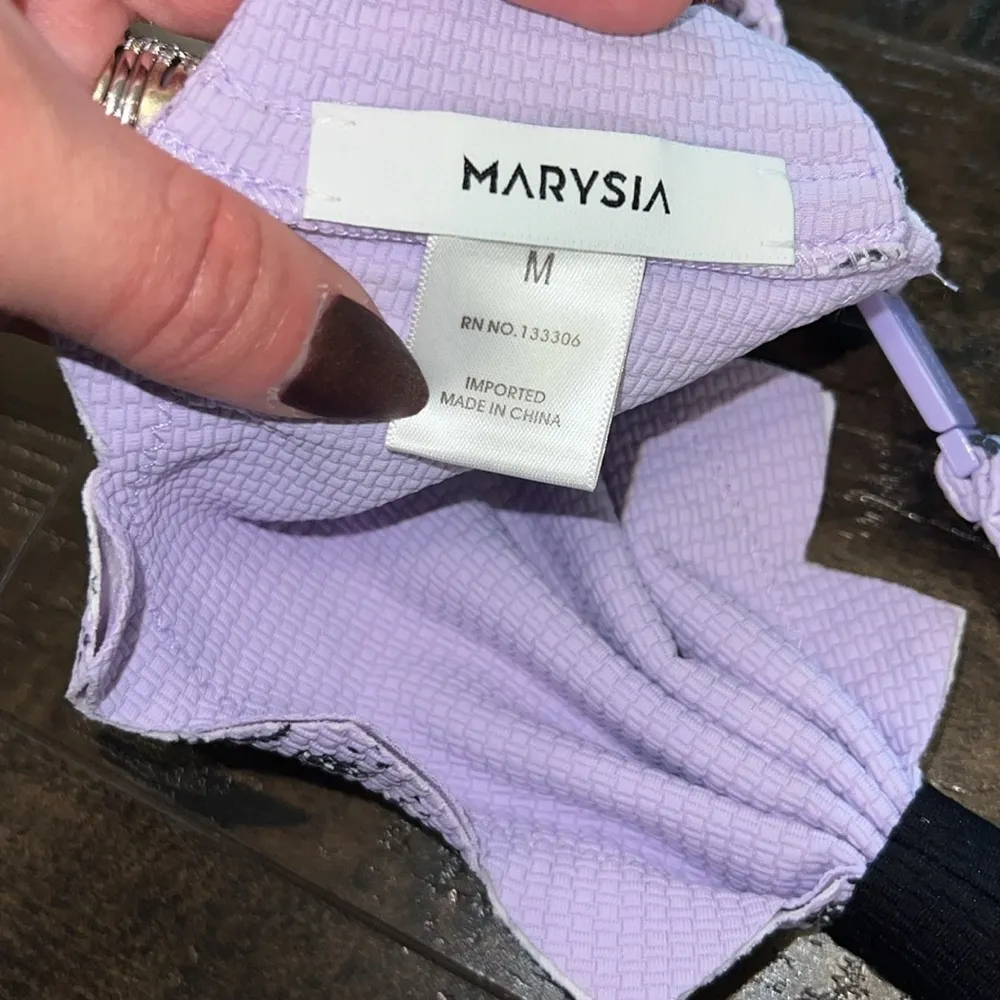 MARYSIA
M
RN NO.133306
IMPORTED
MADE IN CHINA